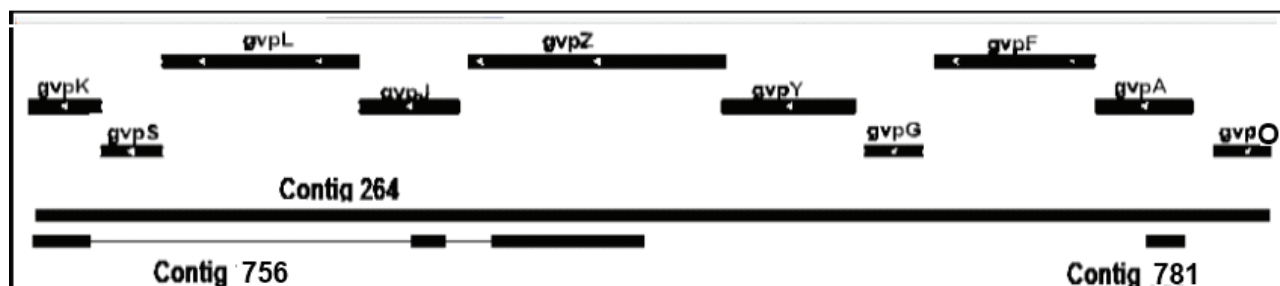 gvpL gvpZ gvpF
gvpK gvpJ gvpY gvpA
gvpS gvpG gvpO
Contig 264
Contig 756 Contig 781